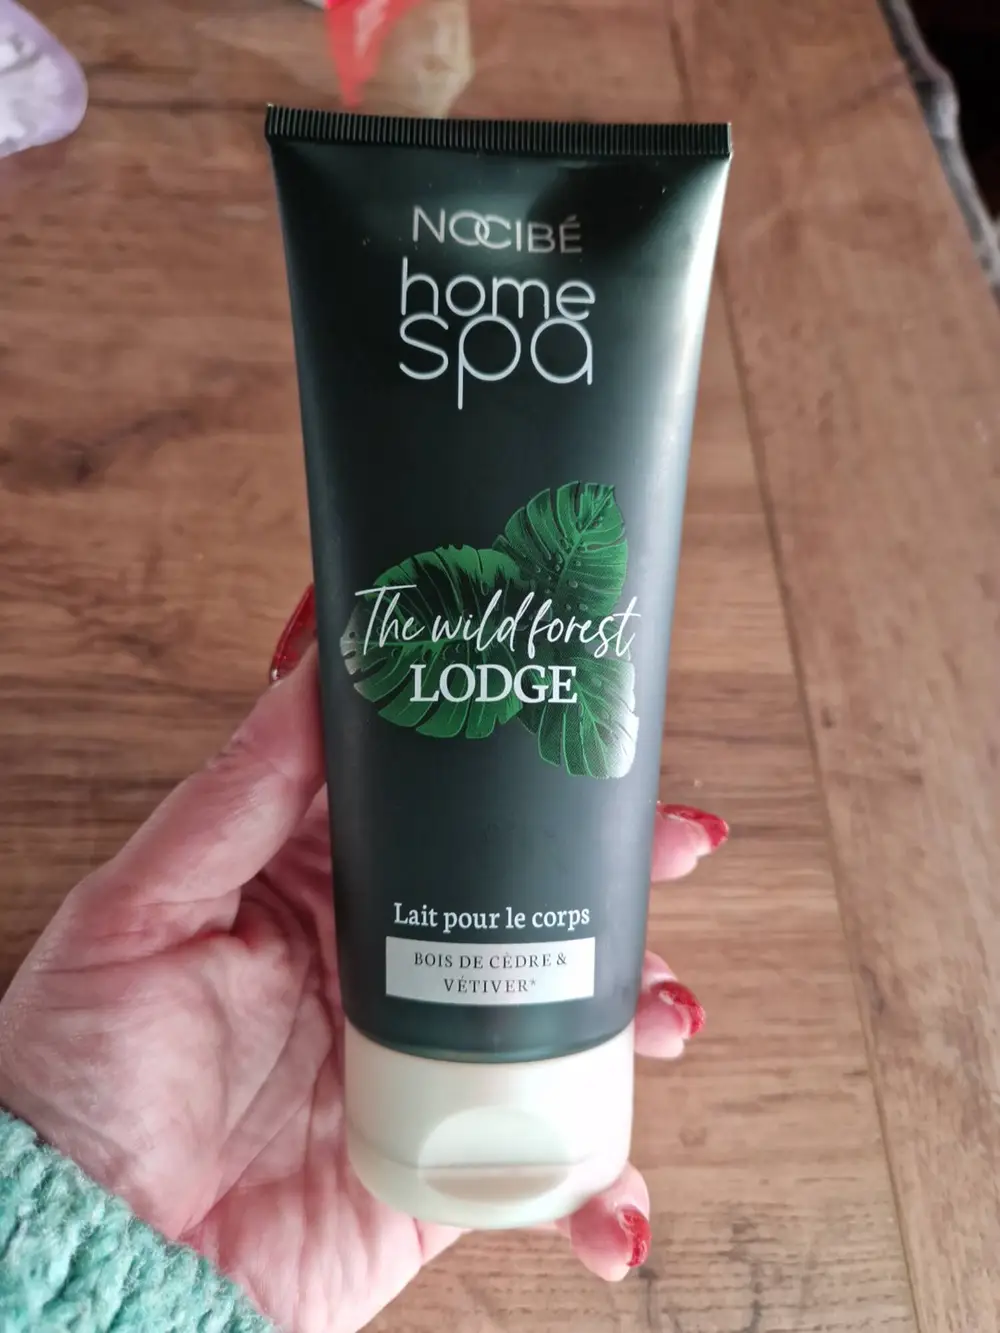 NOCIBÉ
home
spa
The wild forest
LODGE
Lait pour le corps
BOIS DE CÈDRE &
VÉTIVER*